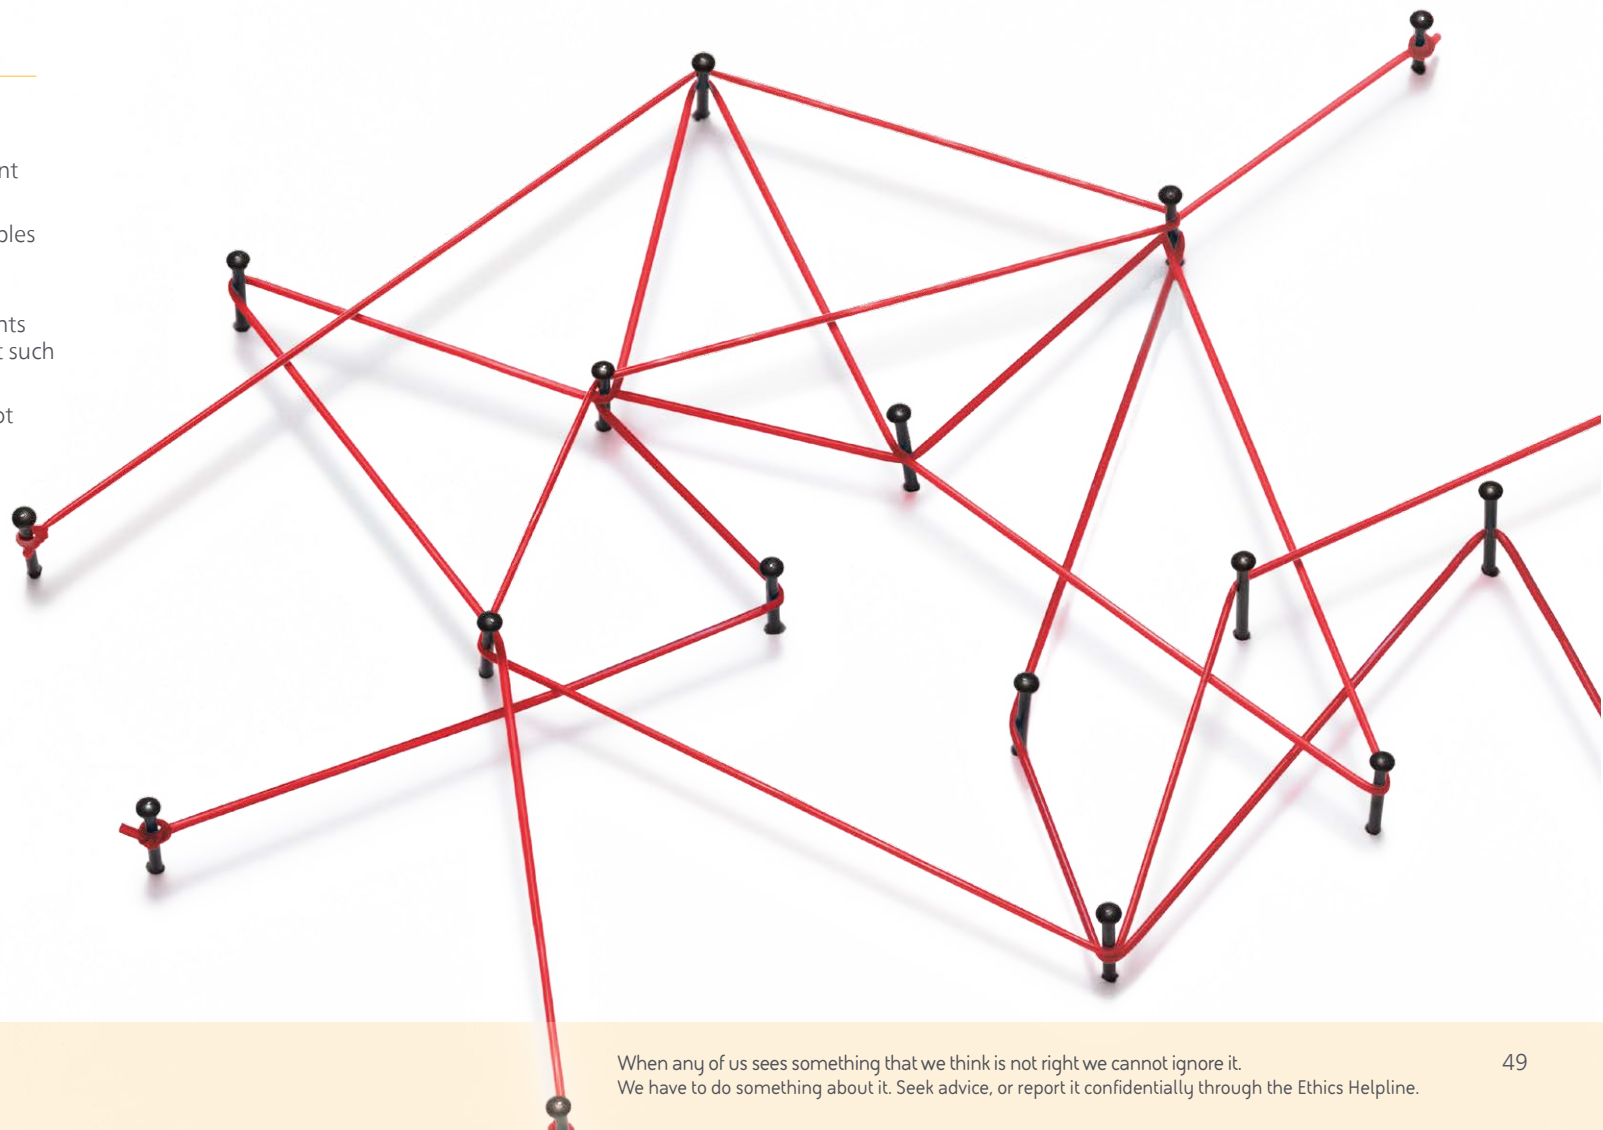 nt
ples
nts
t such
ot
When any of us sees something that we think is not right we cannot ignore it.
We have to do something about it. Seek advice, or report it confidentially through the Ethics Helpline.
49